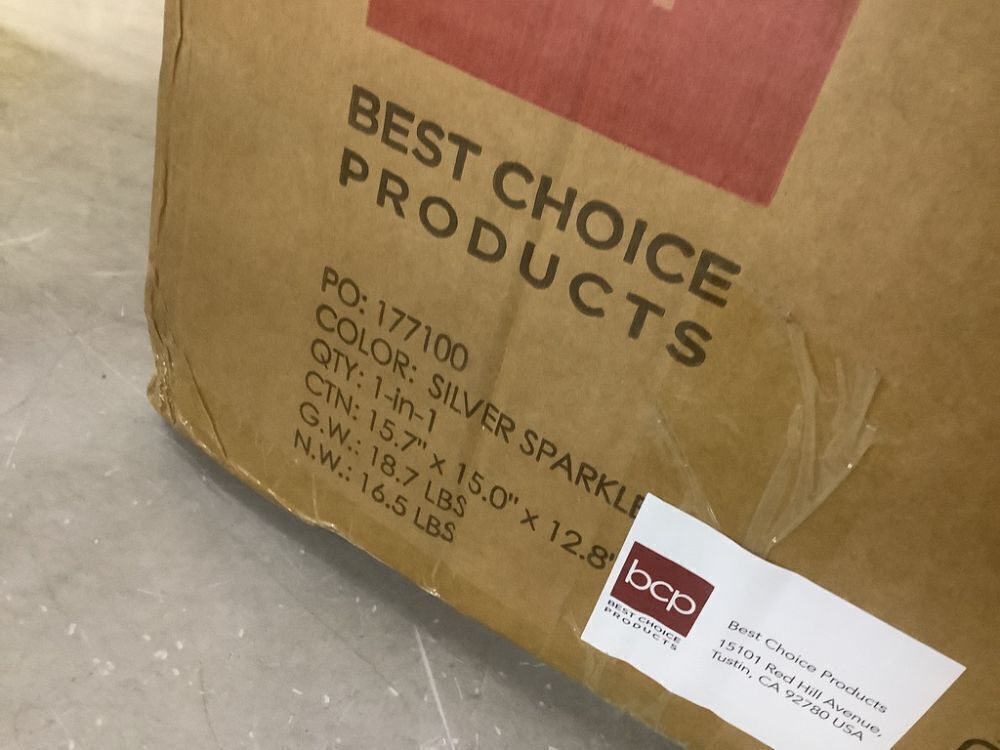 BEST CHOICE
PRODUCTS
PO: 177100
COLOR: SILVER SPARKLE
QTY: 1-in-1
CTN: 15.7" x 15.0" x 12.8"
G.W.: 18.7 LBS
N.W.: 16.5 LBS
bcp
BEST CHOICE
PRODUCTS
Best Choice Products
15101 Red Hill Avenue,
Tustin, CA 92780 USA